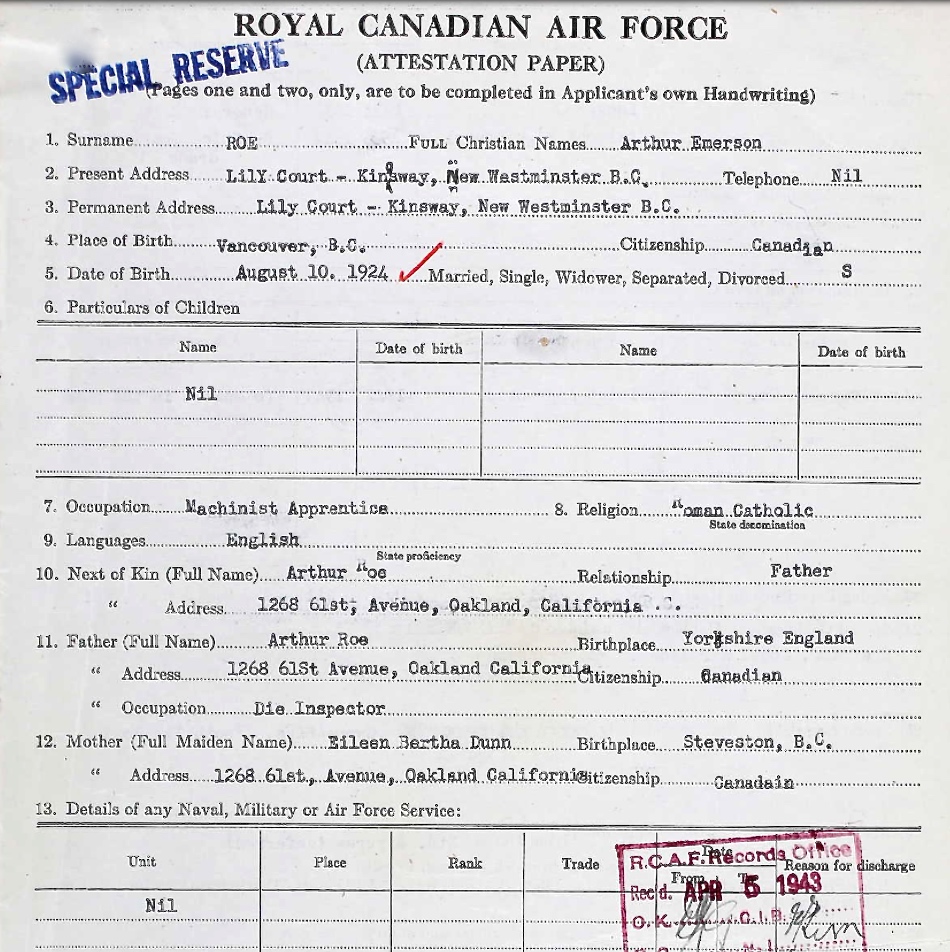 ROYAL CANADIAN AIR FORCE
SPECIAL RESERVE
(ATTESTATION PAPER)
(Pages one and two, only, are to be completed in Applicant's own Handwriting)
1. Surname ROE FULL Christian Names Arthur Emerson
2. Present Address LilY Court - Kinsway, New Westminster B.C. Telephone Nil
3. Permanent Address Lily Court - Kinsway, New Westminster B.C.
4. Place of Birth Vancouver, B.C. Citizenship Canadian
5. Date of Birth August 10. 1924 Married, Single, Widower, Separated, Divorced S
6. Particulars of Children
Name Date of birth Name Date of birth
Nil
7. Occupation Machinist Apprentice 8. Religion Roman Catholic
State denomination
9. Languages English
State proficiency
10. Next of Kin (Full Name) Arthur Roe Relationship Father
" Address 1268 61st, Avenue, Oakland, California
11. Father (Full Name) Arthur Roe Birthplace Yorkshire England
" Address 1268 61St Avenue, Oakland California Citizenship Canadian
" Occupation Die Inspector
12. Mother (Full Maiden Name) Eileen Bertha Dunn Birthplace Steveston, B.C.
" Address 1268 61st, Avenue, Oakland California Citizenship Canadain
13. Details of any Naval, Military or Air Force Service:
Unit Place Rank Trade Date Reason for discharge
From To
Nil
R.C.A.F. Records Office
Rec'd. APR 5 1943
O.K. C.I.B.